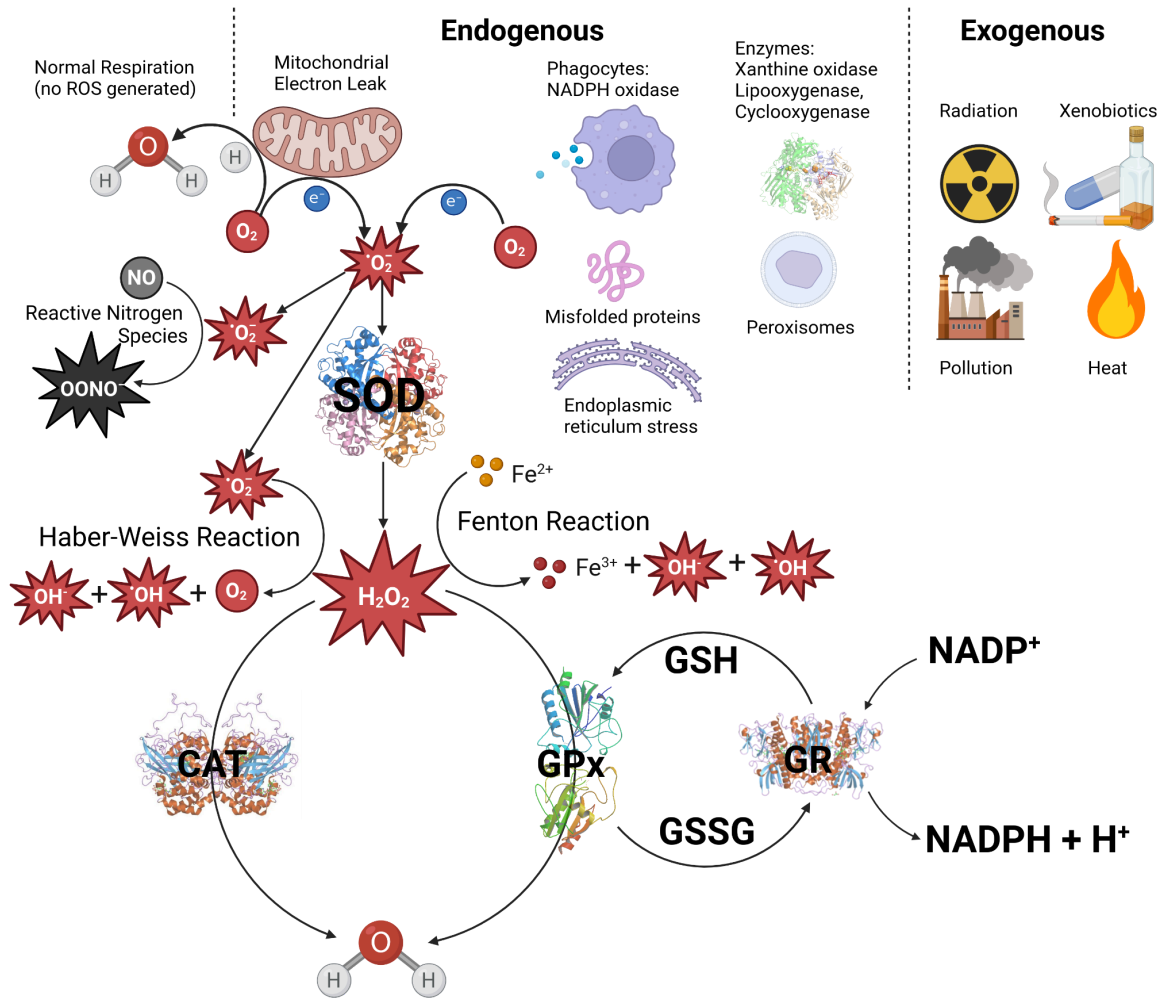 Endogenous
Exogenous
Normal Respiration
(no ROS generated)
Mitochondrial
Electron Leak
Phagocytes:
NADPH oxidase
Enzymes:
Xanthine oxidase
Lipooxygenase,
Cyclooxygenase
Radiation
Xenobiotics
O
H
H
H
e⁻
e⁻
O₂
O₂
•O₂⁻
NO
Reactive Nitrogen
Species
•O₂⁻
OONO⁻
SOD
Misfolded proteins
Peroxisomes
Endoplasmic
reticulum stress
Pollution
Heat
•O₂⁻
Fe²⁺
Haber-Weiss Reaction
Fenton Reaction
OH⁻ + •OH + O₂
H₂O₂
Fe³⁺ + OH⁻ + •OH
GSH
NADP⁺
CAT
GPx
GR
GSSG
NADPH + H⁺
O
H
H